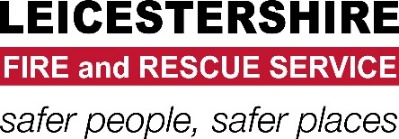 LEICESTERSHIRE
FIRE and RESCUE SERVICE
safer people, safer places